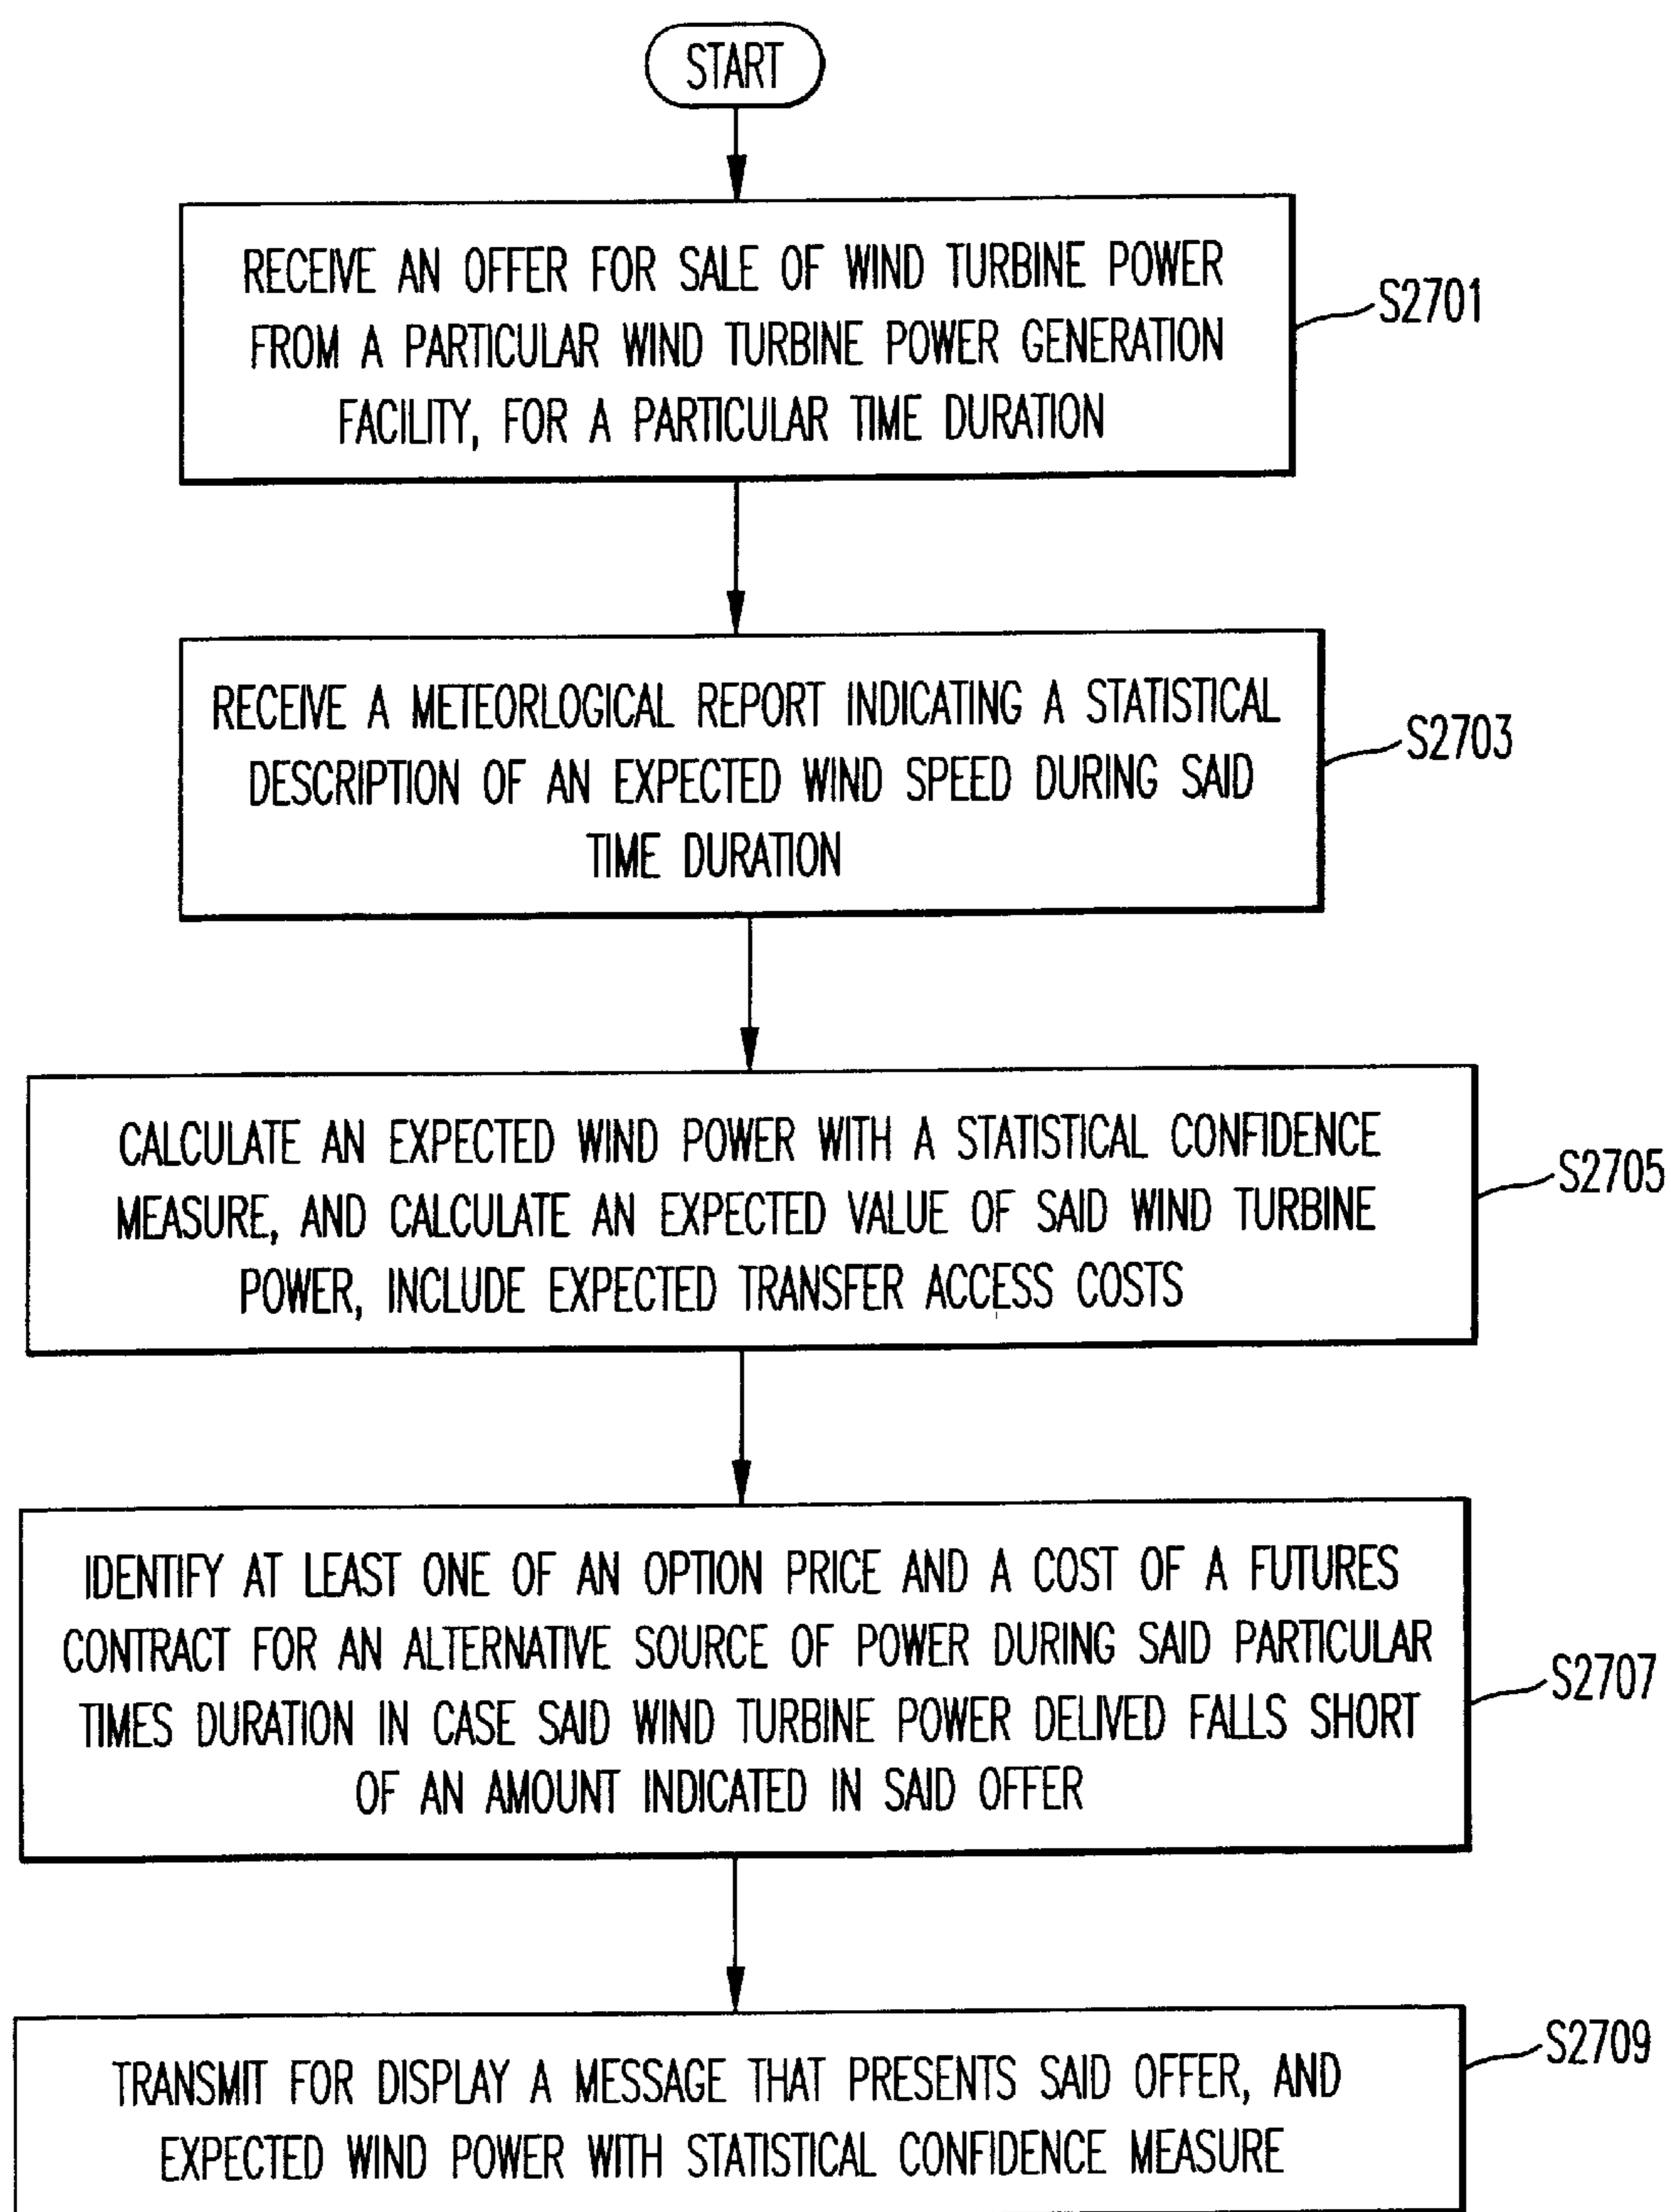 START
RECEIVE AN OFFER FOR SALE OF WIND TURBINE POWER
FROM A PARTICULAR WIND TURBINE POWER GENERATION
FACILITY, FOR A PARTICULAR TIME DURATION
S2701
RECEIVE A METEORLOGICAL REPORT INDICATING A STATISTICAL
DESCRIPTION OF AN EXPECTED WIND SPEED DURING SAID
TIME DURATION
S2703
CALCULATE AN EXPECTED WIND POWER WITH A STATISTICAL CONFIDENCE
MEASURE, AND CALCULATE AN EXPECTED VALUE OF SAID WIND TURBINE
POWER, INCLUDE EXPECTED TRANSFER ACCESS COSTS
S2705
IDENTIFY AT LEAST ONE OF AN OPTION PRICE AND A COST OF A FUTURES
CONTRACT FOR AN ALTERNATIVE SOURCE OF POWER DURING SAID PARTICULAR
TIMES DURATION IN CASE SAID WIND TURBINE POWER DELIVED FALLS SHORT
OF AN AMOUNT INDICATED IN SAID OFFER
S2707
TRANSMIT FOR DISPLAY A MESSAGE THAT PRESENTS SAID OFFER, AND
EXPECTED WIND POWER WITH STATISTICAL CONFIDENCE MEASURE
S2709